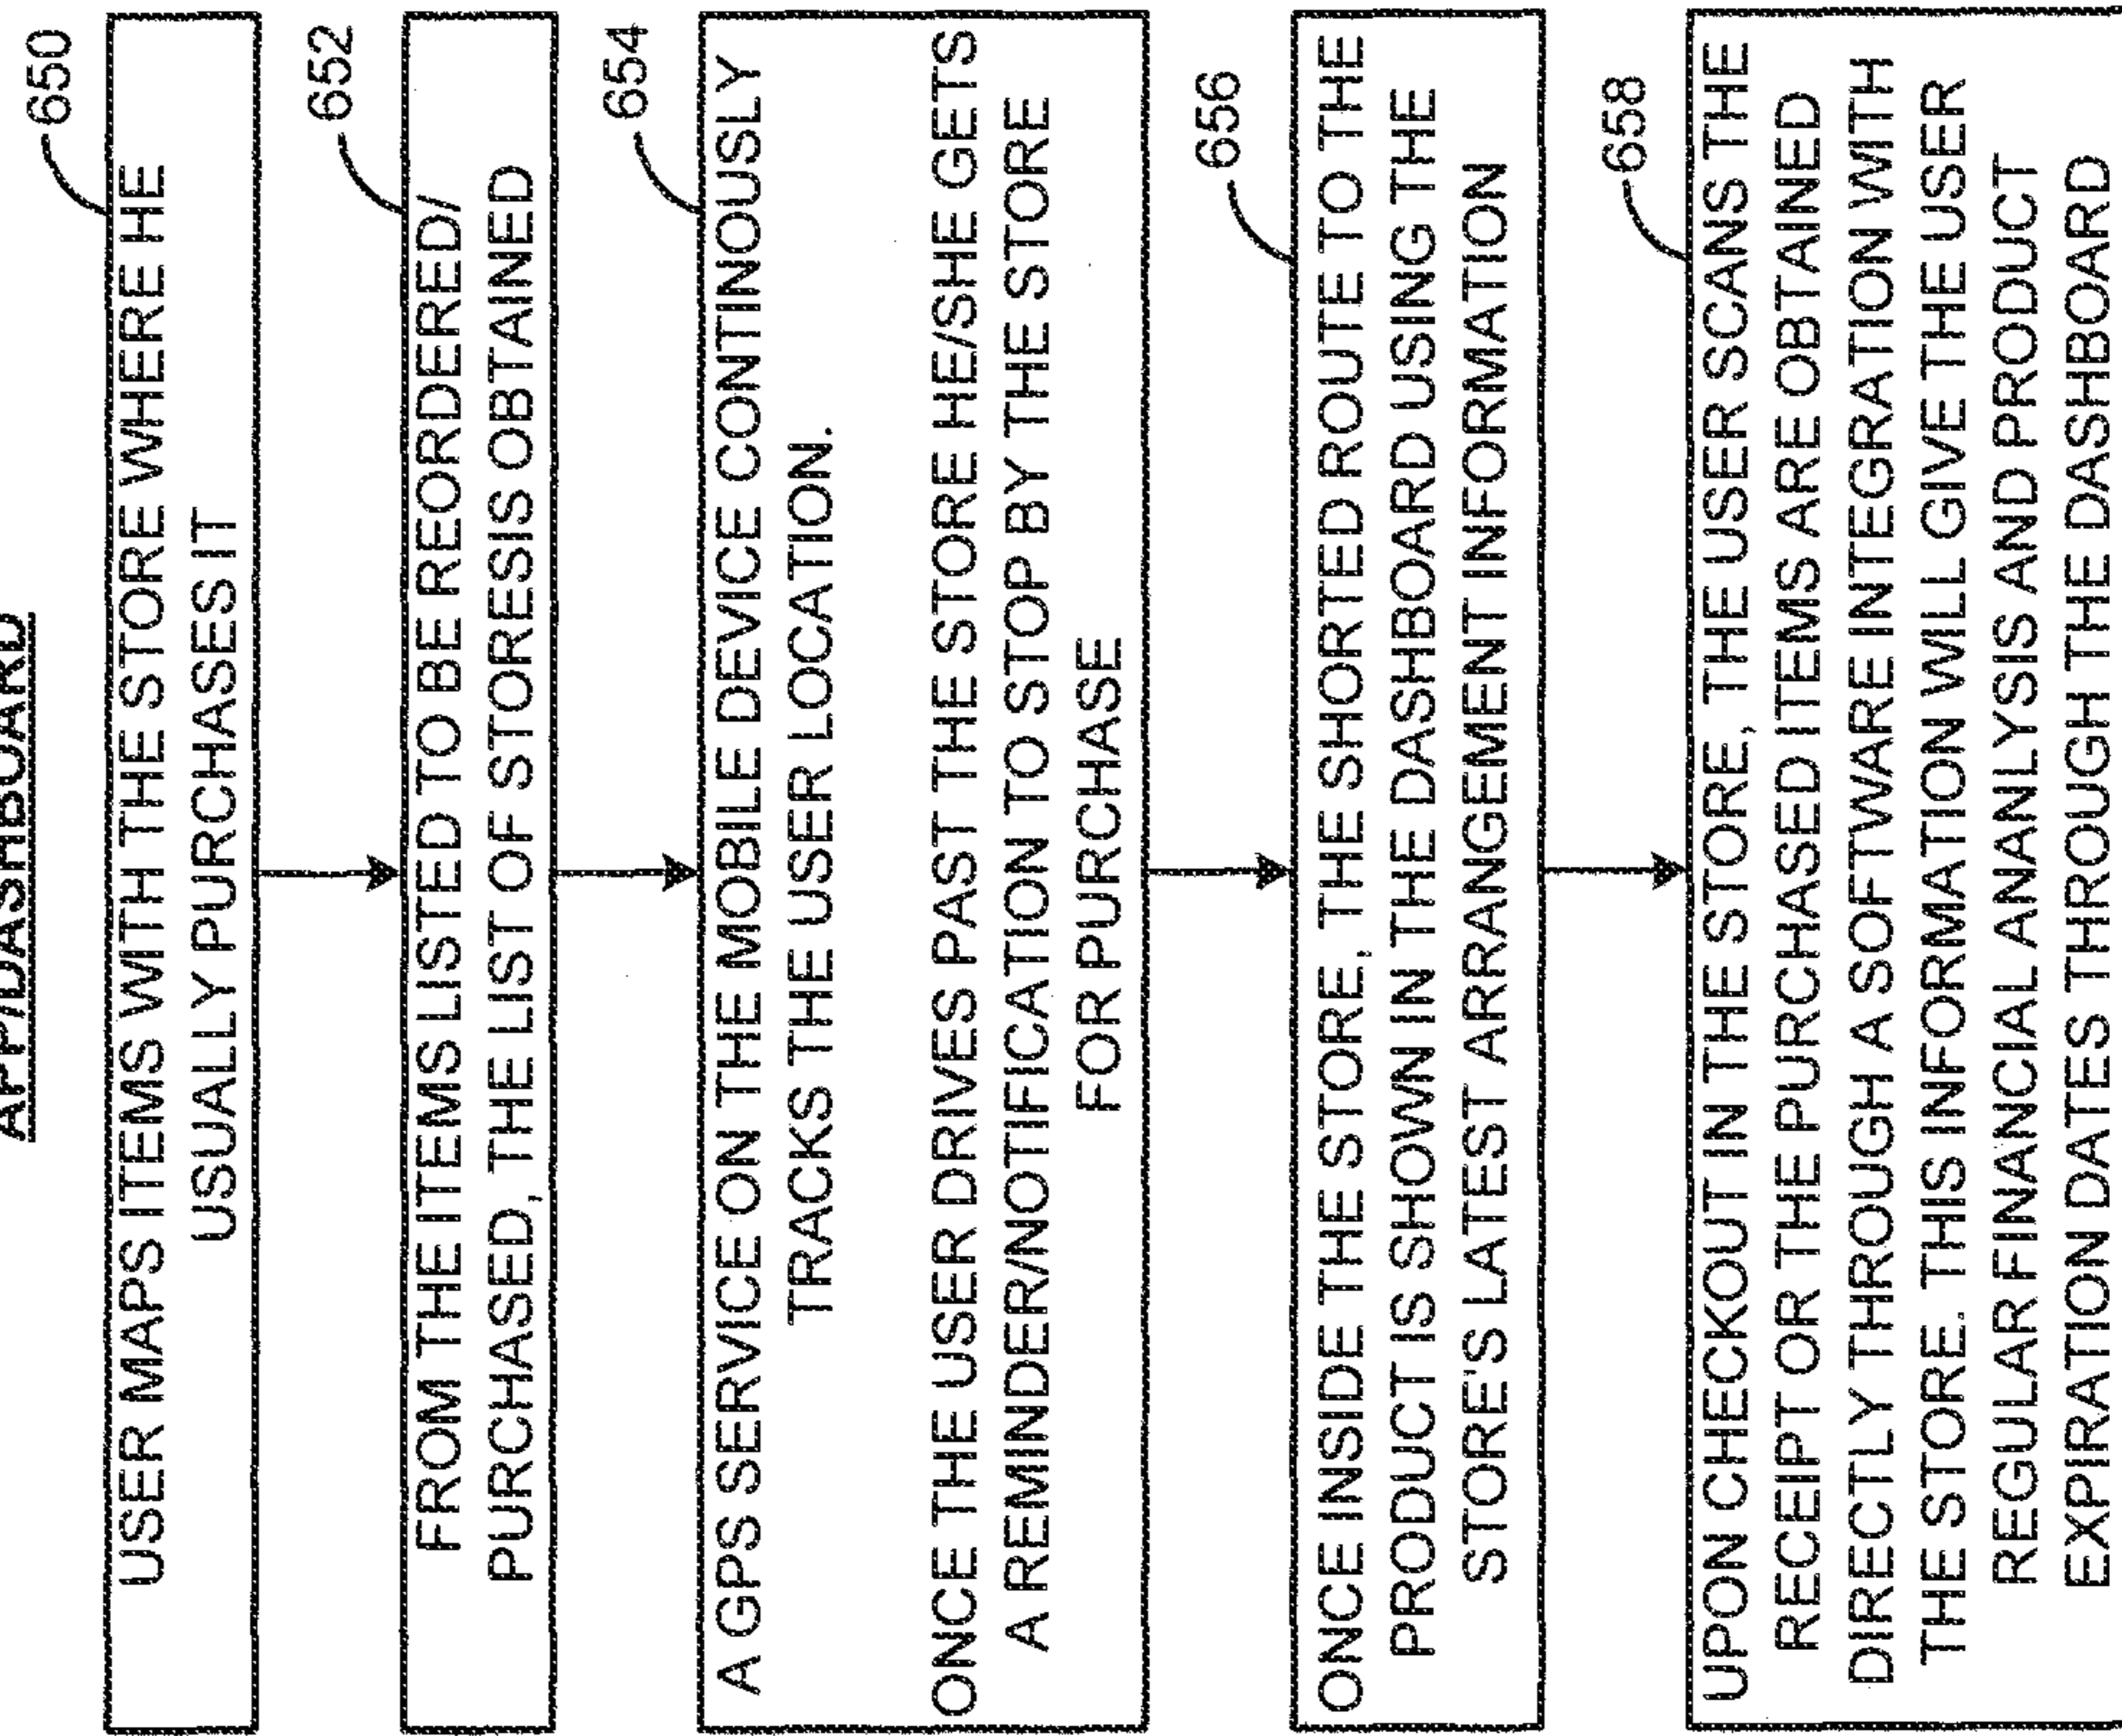 APP/DASHBOARD
650
USER MAPS ITEMS WITH THE STORE WHERE HE
USUALLY PURCHASES IT
652
FROM THE ITEMS LISTED TO BE REORDERED/
PURCHASED, THE LIST OF STORESIS OBTAINED
654
A GPS SERVICE ON THE MOBILE DEVICE CONTINOUSLY
TRACKS THE USER LOCATION.
ONCE THE USER DRIVES PAST THE STORE HE/SHE GETS
A REMINDER/NOTIFICATION TO STOP BY THE STORE
FOR PURCHASE
656
ONCE INSIDE THE STORE, THE SHORTED ROUTE TO THE
PRODUCT IS SHOWN IN THE DASHBOARD USING THE
STORE'S LATEST ARRANGEMENT INFORMATION
658
UPON CHECKOUT IN THE STORE, THE USER SCANS THE
RECEIPT OR THE PURCHASED ITEMS ARE OBTAINED
DIRECTLY THROUGH A SOFTWARE INTEGRATION WITH
THE STORE. THIS INFORMATION WILL GIVE THE USER
REGULAR FINANCIAL ANANLYSIS AND PRODUCT
EXPIRATION DATES THROUGH THE DASHBOARD